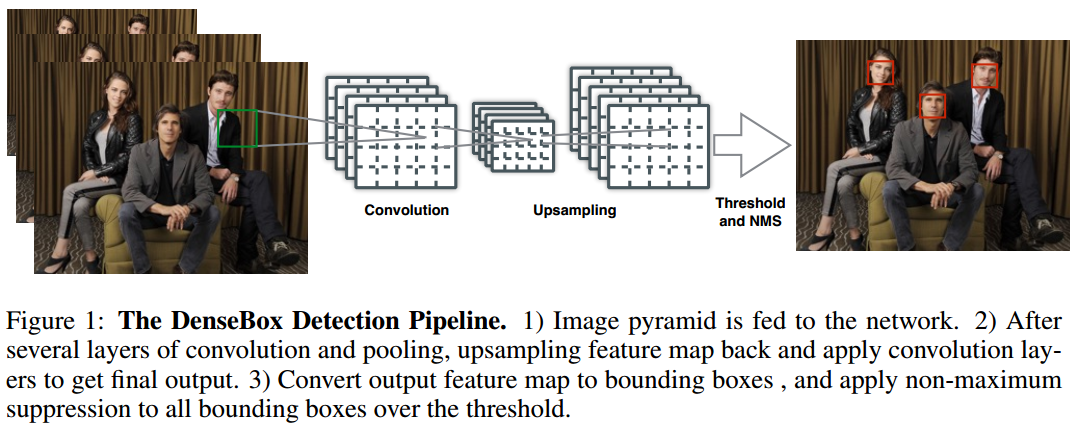 Convolution
Upsampling
Threshold
and NMS
Figure 1: The DenseBox Detection Pipeline. 1) Image pyramid is fed to the network. 2) After
several layers of convolution and pooling, upsampling feature map back and apply convolution lay-
ers to get final output. 3) Convert output feature map to bounding boxes , and apply non-maximum
suppression to all bounding boxes over the threshold.